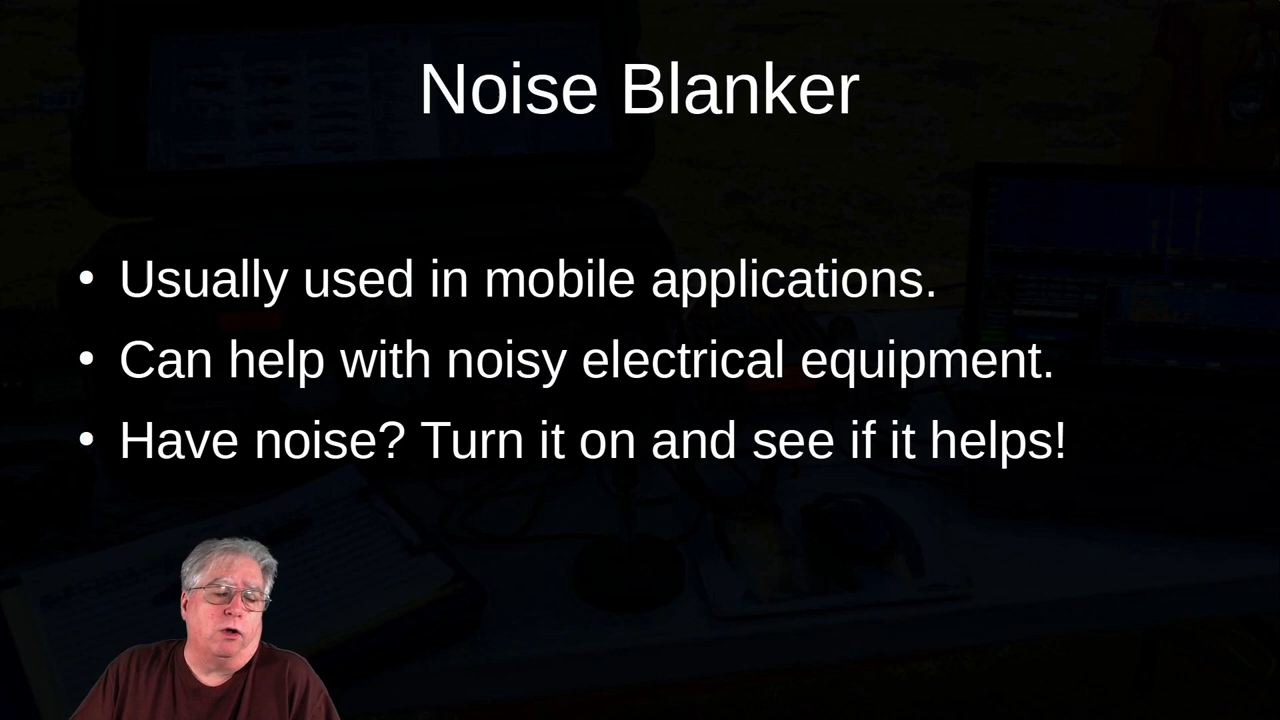 Noise Blanker
• Usually used in mobile applications.
• Can help with noisy electrical equipment.
• Have noise? Turn it on and see if it helps!